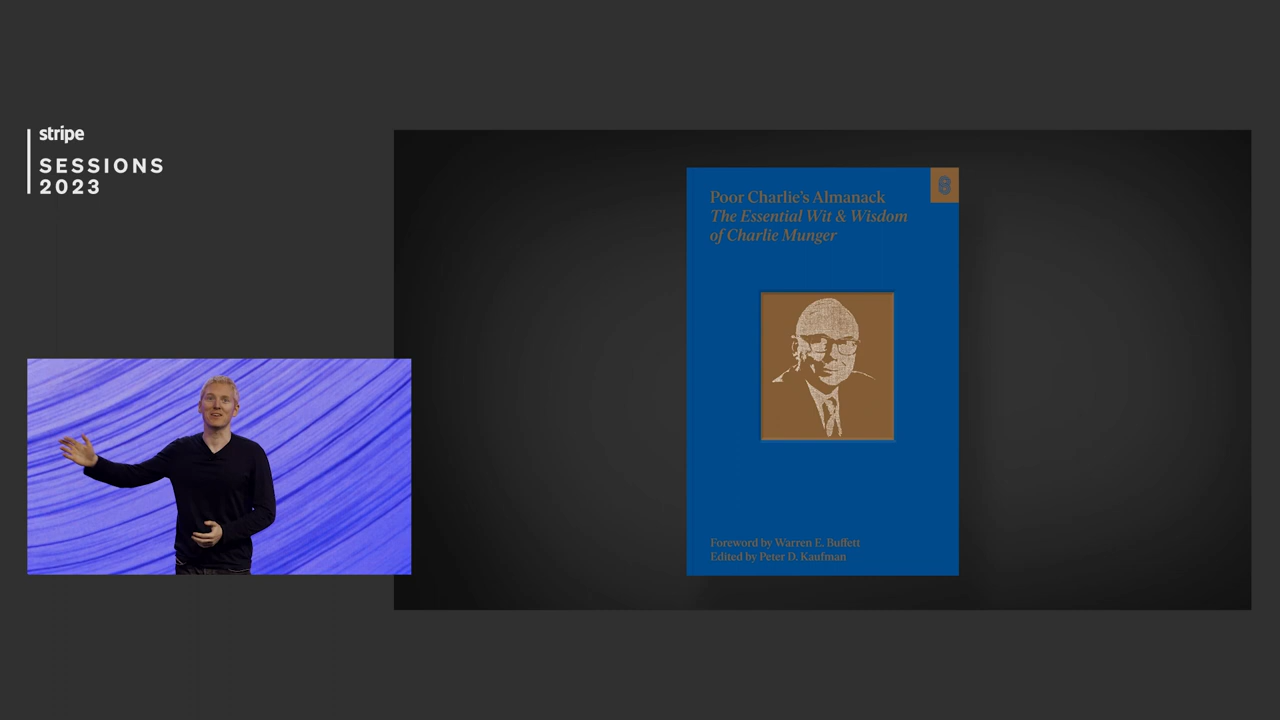 stripe
SESSIONS
2023
Poor Charlie's Almanack
The Essential Wit & Wisdom
of Charlie Munger
Foreword by Warren E. Buffett
Edited by Peter D. Kaufman